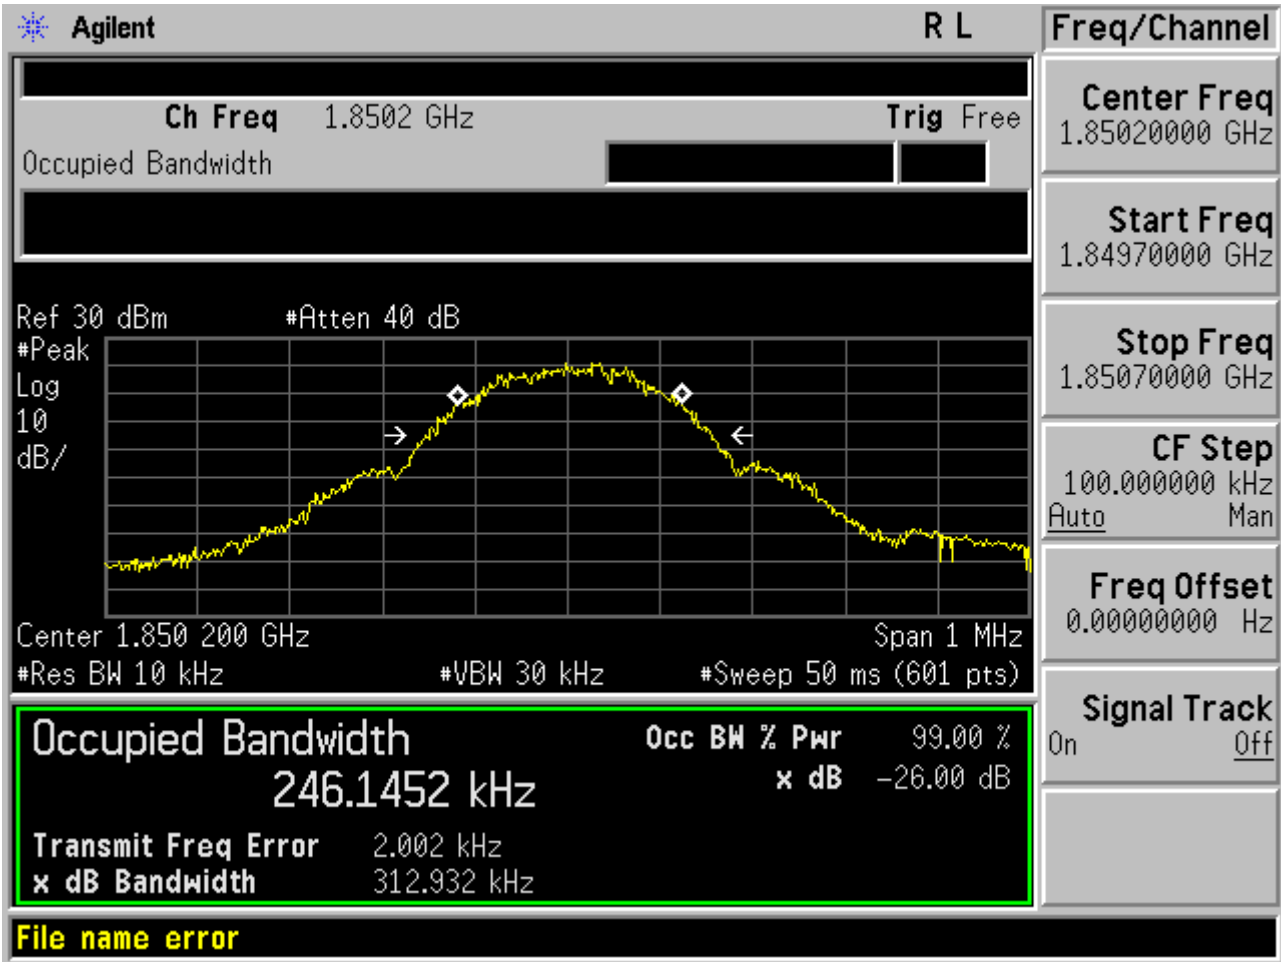 Agilent R L Freq/Channel
Ch Freq 1.8502 GHz Trig Free
Occupied Bandwidth
Center Freq
1.85020000 GHz
Start Freq
1.84970000 GHz
Stop Freq
1.85070000 GHz
CF Step
100.000000 kHz
Auto Man
Freq Offset
0.00000000 Hz
Signal Track
On Off
Ref 30 dBm #Atten 40 dB
#Peak
Log
10
dB/
Center 1.850 200 GHz Span 1 MHz
#Res BW 10 kHz #VBW 30 kHz #Sweep 50 ms (601 pts)
Occupied Bandwidth Occ BW % Pwr 99.00 %
246.1452 kHz x dB -26.00 dB
Transmit Freq Error 2.002 kHz
x dB Bandwidth 312.932 kHz
File name error